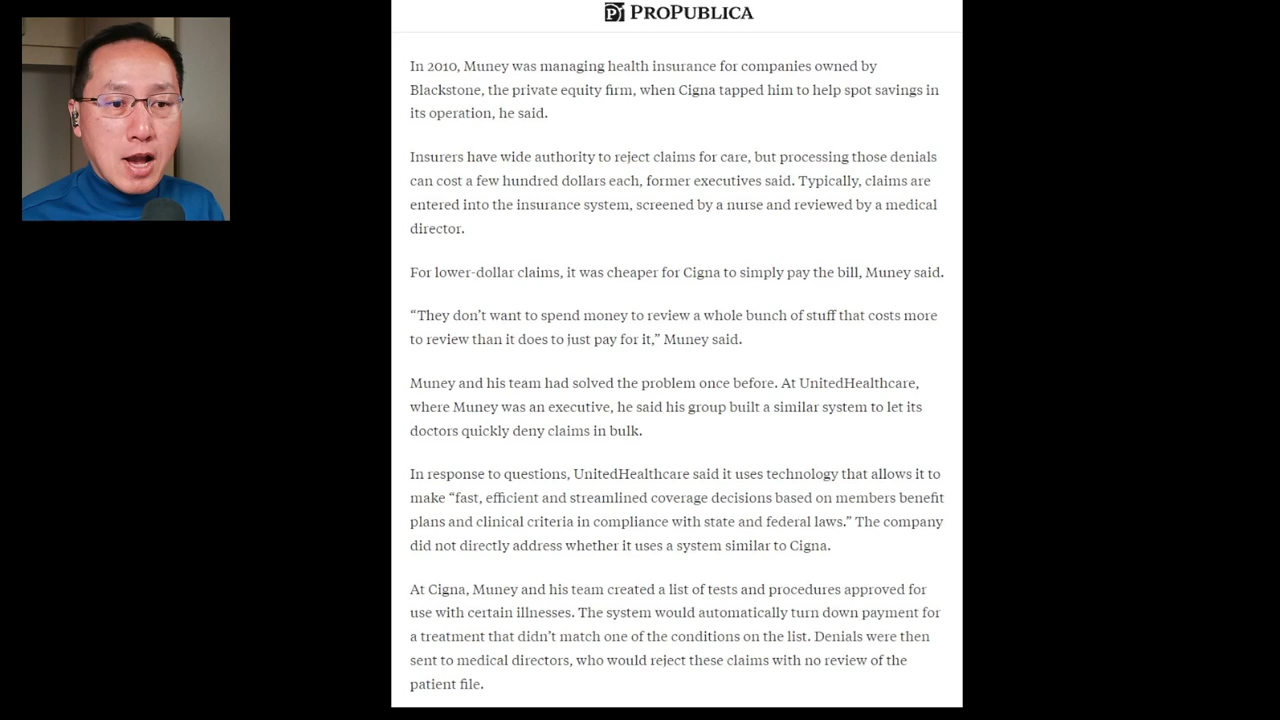 PROPUBLICA
In 2010, Muney was managing health insurance for companies owned by
Blackstone, the private equity firm, when Cigna tapped him to help spot savings in
its operation, he said.
Insurers have wide authority to reject claims for care, but processing those denials
can cost a few hundred dollars each, former executives said. Typically, claims are
entered into the insurance system, screened by a nurse and reviewed by a medical
director.
For lower-dollar claims, it was cheaper for Cigna to simply pay the bill, Muney said.
“They don’t want to spend money to review a whole bunch of stuff that costs more
to review than it does to just pay for it,” Muney said.
Muney and his team had solved the problem once before. At UnitedHealthcare,
where Muney was an executive, he said his group built a similar system to let its
doctors quickly deny claims in bulk.
In response to questions, UnitedHealthcare said it uses technology that allows it to
make “fast, efficient and streamlined coverage decisions based on members benefit
plans and clinical criteria in compliance with state and federal laws.” The company
did not directly address whether it uses a system similar to Cigna.
At Cigna, Muney and his team created a list of tests and procedures approved for
use with certain illnesses. The system would automatically turn down payment for
a treatment that didn’t match one of the conditions on the list. Denials were then
sent to medical directors, who would reject these claims with no review of the
patient file.